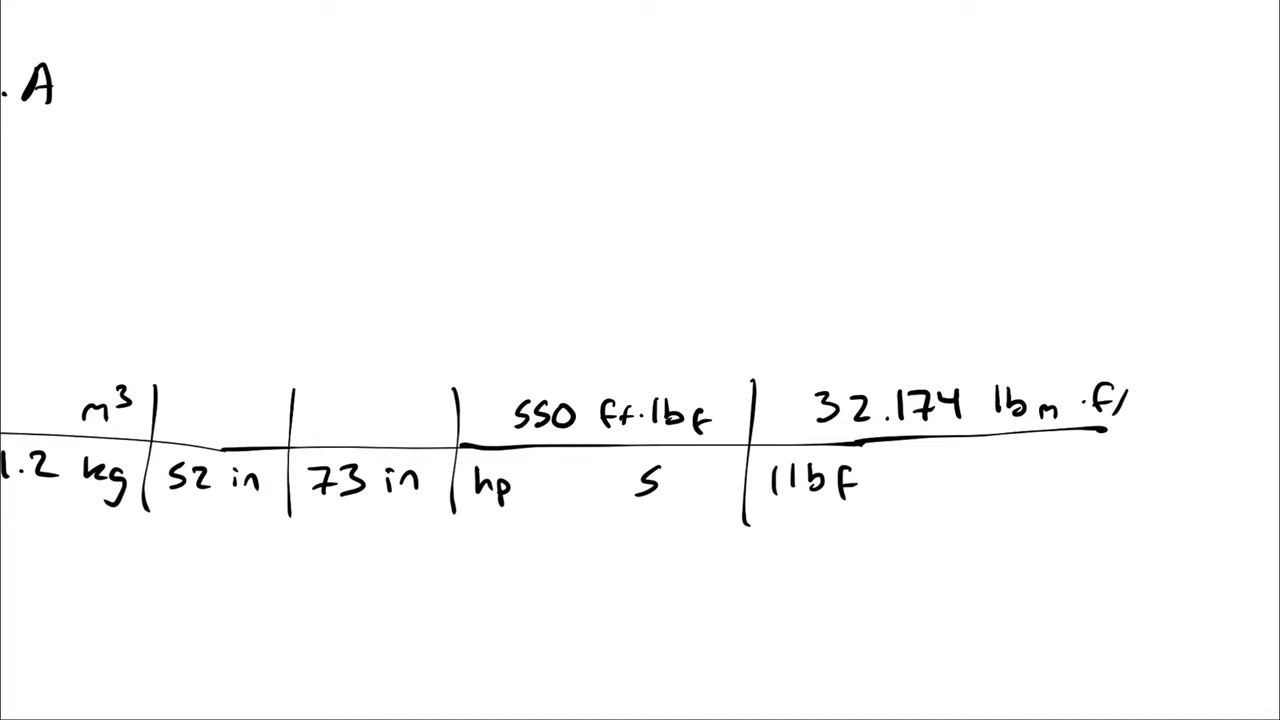 . A
m³ 550 ft.lbf 32.174 lbm .f
1.2 kg 52 in 73 in hp s 1 lbf